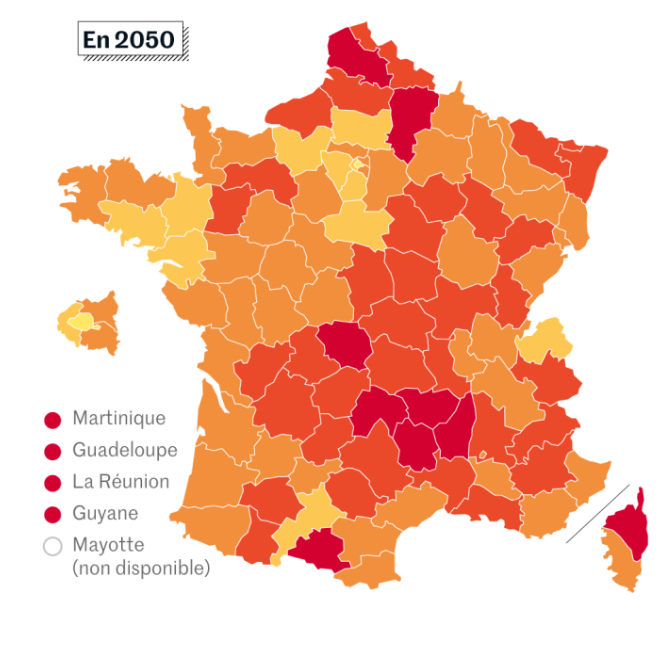 En 2050
Martinique
Guadeloupe
La Réunion
Guyane
Mayotte
(non disponible)